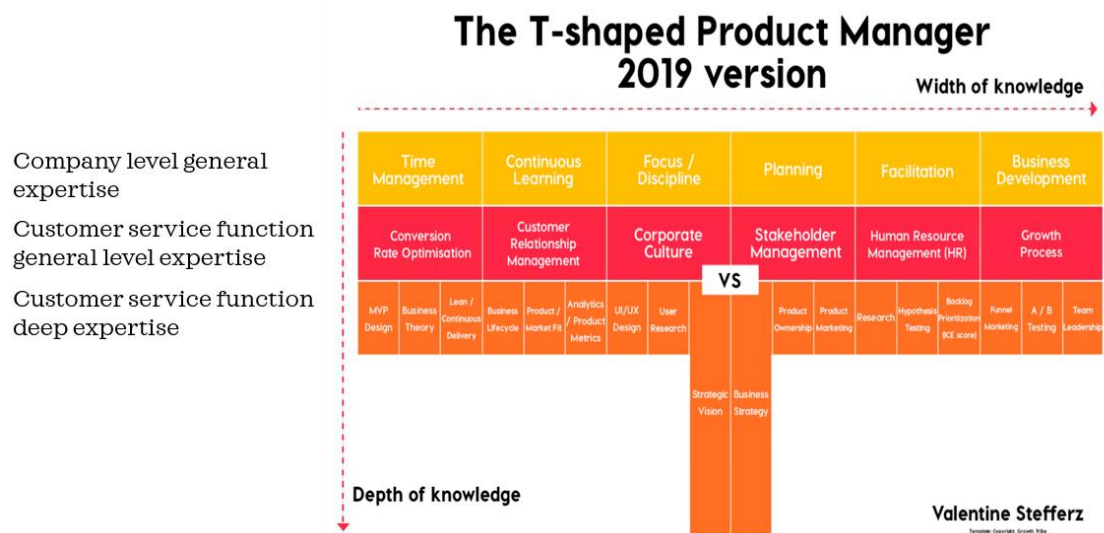 The T-shaped Product Manager
2019 version
Width of knowledge
Company level general
expertise
Time
Management
Continuous
Learning
Focus /
Discipline
Planning
Facilitation
Business
Development
Customer service function
general level expertise
Conversion
Rate Optimisation
Customer
Relationship
Management
Corporate
Culture
Stakeholder
Management
Human Resource
Management (HR)
Growth
Process
VS
Customer service function
deep expertise
MVP
Design
Business
Theory
Lean /
Continuous
Delivery
Business
Lifecycle
Product /
Market Fit
Analytics
/ Product
Metrics
UI/UX
Design
User
Research
Strategic
Vision
Business
Strategy
Product
Ownership
Product
Marketing
Research
Hypothesis
Testing
Backlog
Prioritization
(ICE score)
Funnel
Marketing
A / B
Testing
Team
Leadership
Depth of knowledge
Valentine Stefferz
Template: Copyright. Growth Tribe